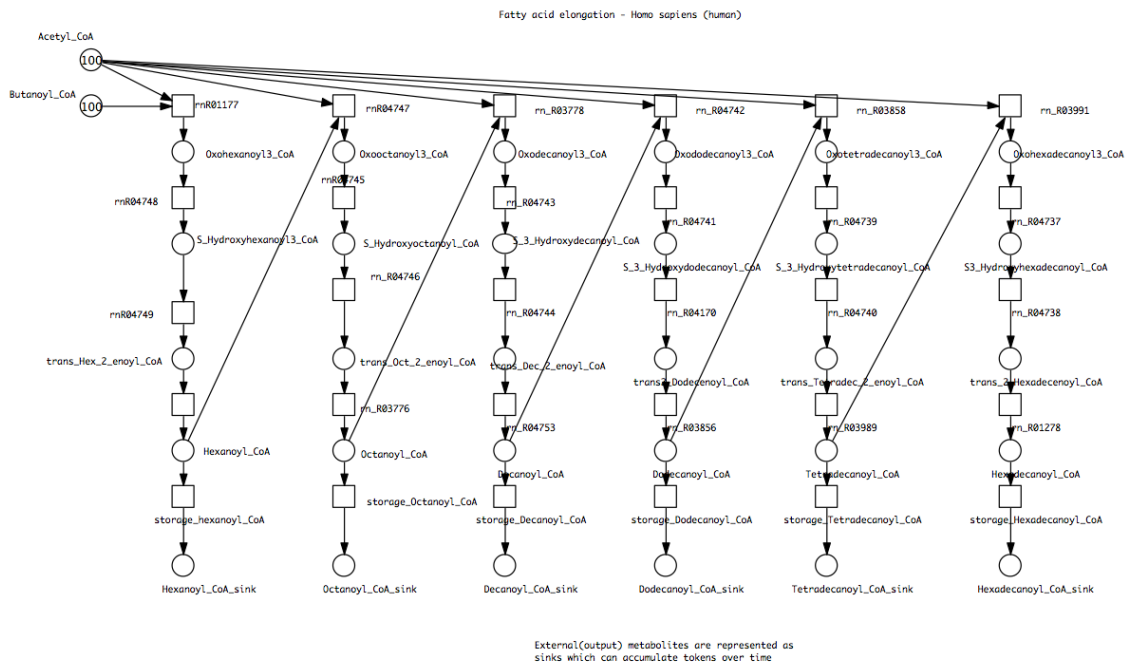 Fatty acid elongation - Homo sapiens (human)
Acetyl_CoA
100
Butanoyl_CoA
100
rnR01177
rnR04747
rn_R03778
rn_R04742
rn_R03858
rn_R03991
Oxohexanoyl3_CoA
Oxooctanoyl3_CoA
Oxodecanoyl3_CoA
Oxododecanoyl3_CoA
Oxotetradecanoyl3_CoA
Oxohexadecanoyl3_CoA
rnR04748
rnR04745
rn_R04743
rn_R04741
rn_R04739
rn_R04737
S_Hydroxyhexanoyl3_CoA
S_Hydroxyoctanoyl_CoA
S_3_Hydroxydecanoyl_CoA
S_3_Hydroxydodecanoyl_CoA
S_3_Hydroxytetradecanoyl_CoA
S3_Hydroxyhexadecanoyl_CoA
rnR04749
rn_R04746
rn_R04744
rn_R04170
rn_R04740
rn_R04738
trans_Hex_2_enoyl_CoA
trans_Oct_2_enoyl_CoA
trans_Dec_2_enoyl_CoA
trans2_Dodecenoyl_CoA
trans_Tetradec_2_enoyl_CoA
trans_2_Hexadecenoyl_CoA
rn_R03776
rn_R04753
rn_R03856
rn_R03989
rn_R01278
Hexanoyl_CoA
Octanoyl_CoA
Decanoyl_CoA
Dodecanoyl_CoA
Tetradecanoyl_CoA
Hexadecanoyl_CoA
storage_hexanoyl_CoA
storage_Octanoyl_CoA
storage_Decanoyl_CoA
storage_Dodecanoyl_CoA
storage_Tetradecanoyl_CoA
storage_Hexadecanoyl_CoA
Hexanoyl_CoA_sink
Octanoyl_CoA_sink
Decanoyl_CoA_sink
Dodecanoyl_CoA_sink
Tetradecanoyl_CoA_sink
Hexadecanoyl_CoA_sink
External(output) metabolites are represented as
sinks which can accumulate tokens over time